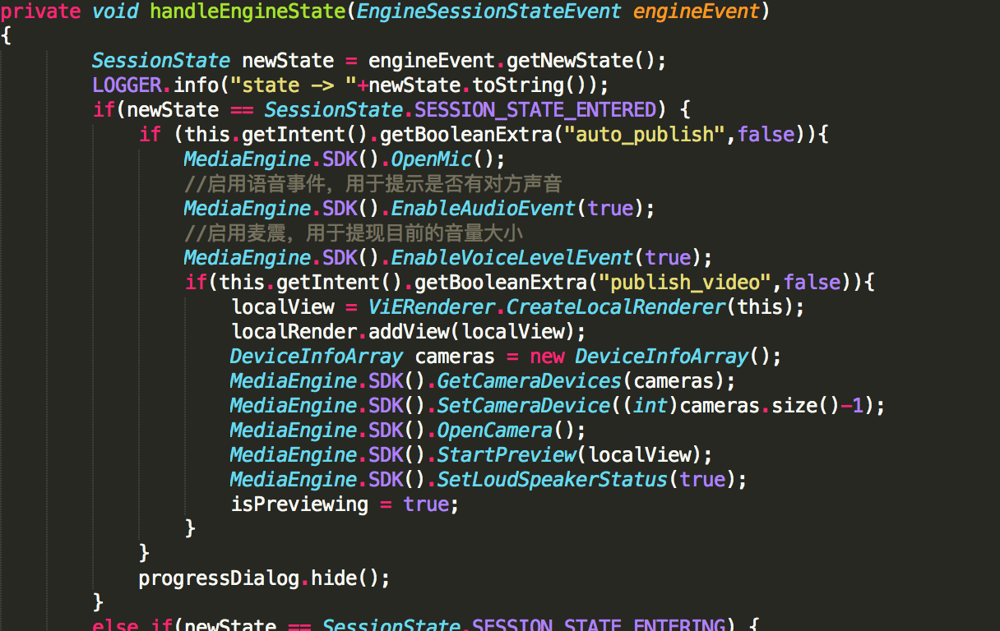 private void handleEngineState(EngineSessionStateEvent engineEvent)
{
SessionState newState = engineEvent.getNewState();
LOGGER.info("state -> "+newState.toString());
if(newState == SessionState.SESSION_STATE_ENTERED) {
if (this.getIntent().getBooleanExtra("auto_publish",false)){
MediaEngine.SDK().OpenMic();
//启用语音事件，用于提示是否有对方声音
MediaEngine.SDK().EnableAudioEvent(true);
//启用麦震，用于提现目前的音量大小
MediaEngine.SDK().EnableVoiceLevelEvent(true);
if(this.getIntent().getBooleanExtra("publish_video",false)){
localView = ViERenderer.CreateLocalRenderer(this);
localRender.addView(localView);
DeviceInfoArray cameras = new DeviceInfoArray();
MediaEngine.SDK().GetCameraDevices(cameras);
MediaEngine.SDK().SetCameraDevice((int)cameras.size()-1);
MediaEngine.SDK().OpenCamera();
MediaEngine.SDK().StartPreview(localView);
MediaEngine.SDK().SetLoudSpeakerStatus(true);
isPreviewing = true;
}
}
progressDialog.hide();
}
else if(newState == SessionState.SESSION_STATE_ENTERING) {